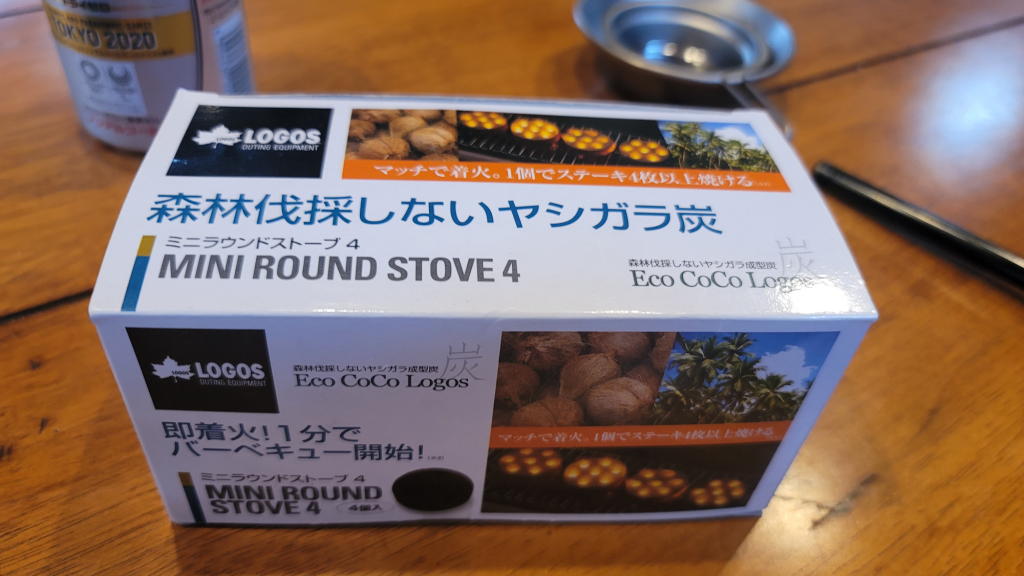 TOKYO 2020
LOGOS
OUTING EQUIPMENT
マッチで着火。1個でステーキ4枚以上焼ける
森林伐採しないヤシガラ炭
ミニラウンドストーブ 4
MINI ROUND STOVE 4
炭
森林伐採しないヤシガラ成型炭
Eco CoCo Logos
LOGOS
LOGOS
OUTING EQUIPMENT
炭
森林伐採しないヤシガラ成型炭
Eco CoCo Logos
マッチで着火。1個でステーキ4枚以上焼ける
即着火!1分で
バーベキュー開始!
ミニラウンドストーブ 4
MINI ROUND
STOVE 4
4個入